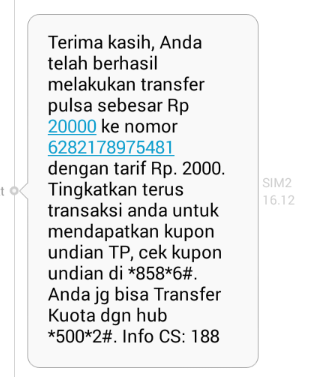 Terima kasih, Anda
telah berhasil
melakukan transfer
pulsa sebesar Rp
20000 ke nomor
6282178975481
dengan tarif Rp. 2000.
Tingkatkan terus
transaksi anda untuk
mendapatkan kupon
undian TP, cek kupon
undian di *858*6#.
Anda jg bisa Transfer
Kuota dgn hub
*500*2#. Info CS: 188
t
SIM2
16.12